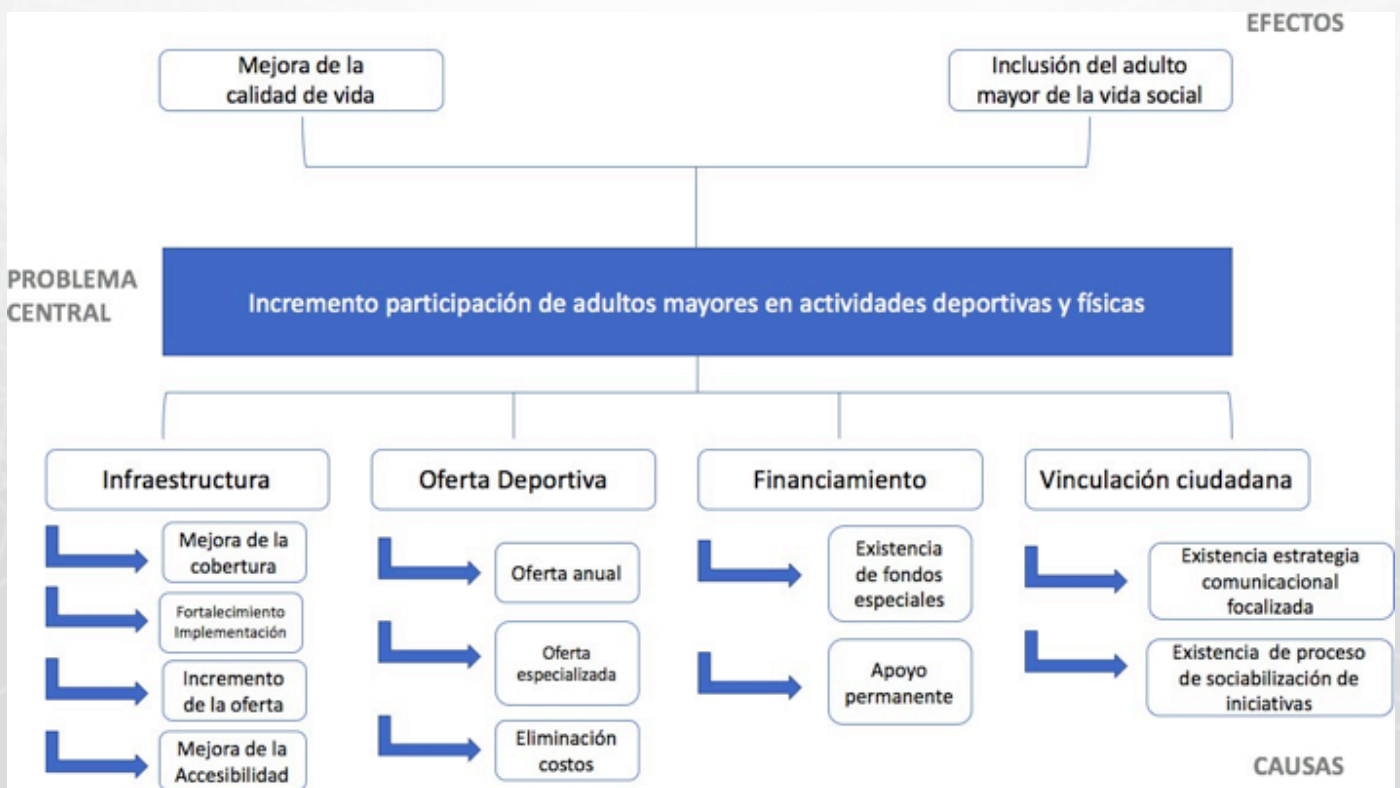 EFECTOS
Mejora de la
calidad de vida
Inclusión del adulto
mayor de la vida social
PROBLEMA
CENTRAL
Incremento participación de adultos mayores en actividades deportivas y físicas
Infraestructura
Mejora de la
cobertura
Fortalecimiento
Implementación
Incremento
de la oferta
Mejora de la
Accesibilidad
Oferta Deportiva
Oferta anual
Oferta
especializada
Eliminación
costos
Financiamiento
Existencia
de fondos
especiales
Apoyo
permanente
Vinculación ciudadana
Existencia estrategia
comunicacional
focalizada
Existencia de proceso
de sociabilización de
iniciativas
CAUSAS